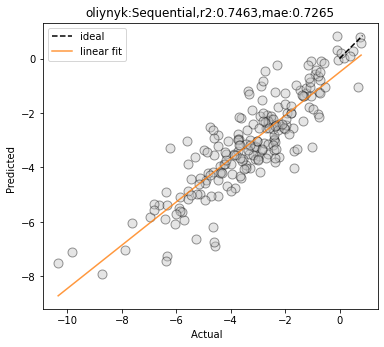 oliynyk:Sequential,r2:0.7463,mae:0.7265
ideal
linear fit
0
−2
−4
−6
−8
Predicted
−10
−8
−6
−4
−2
0
Actual